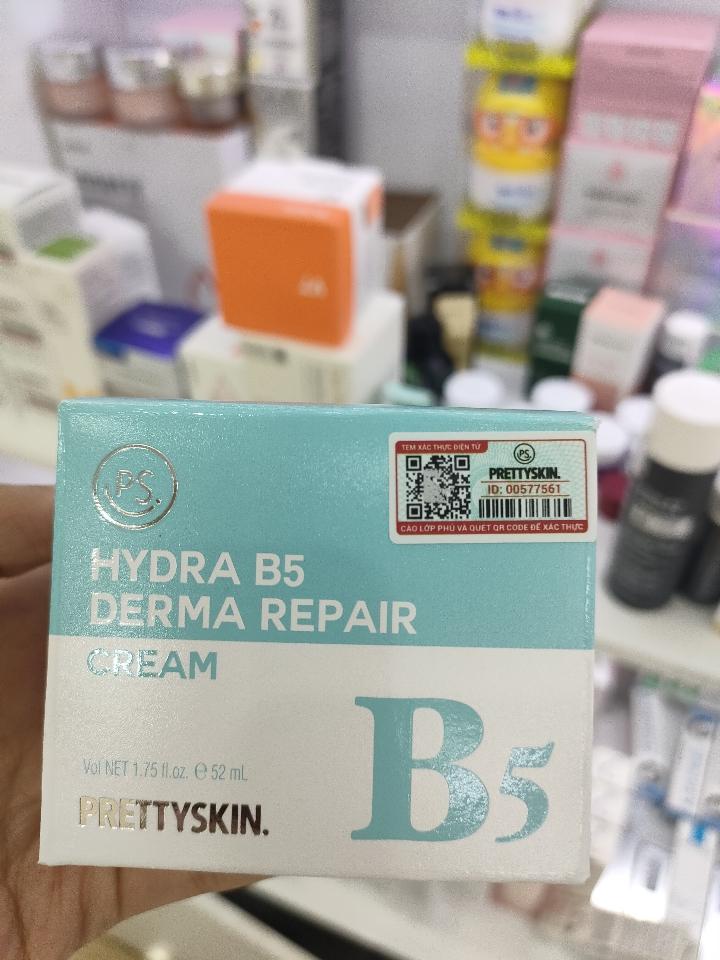 PS.
TEM XÁC THỰC ĐIỆN TỬ
PS.
PRETTYSKIN.
ID: 00577561
CÀO LỚP PHỦ VÀ QUÉT QR CODE ĐỂ XÁC THỰC
HYDRA B5
DERMA REPAIR
CREAM
B5
Vol NET 1.75 fl.oz. ℮ 52 mL
PRETTYSKIN.